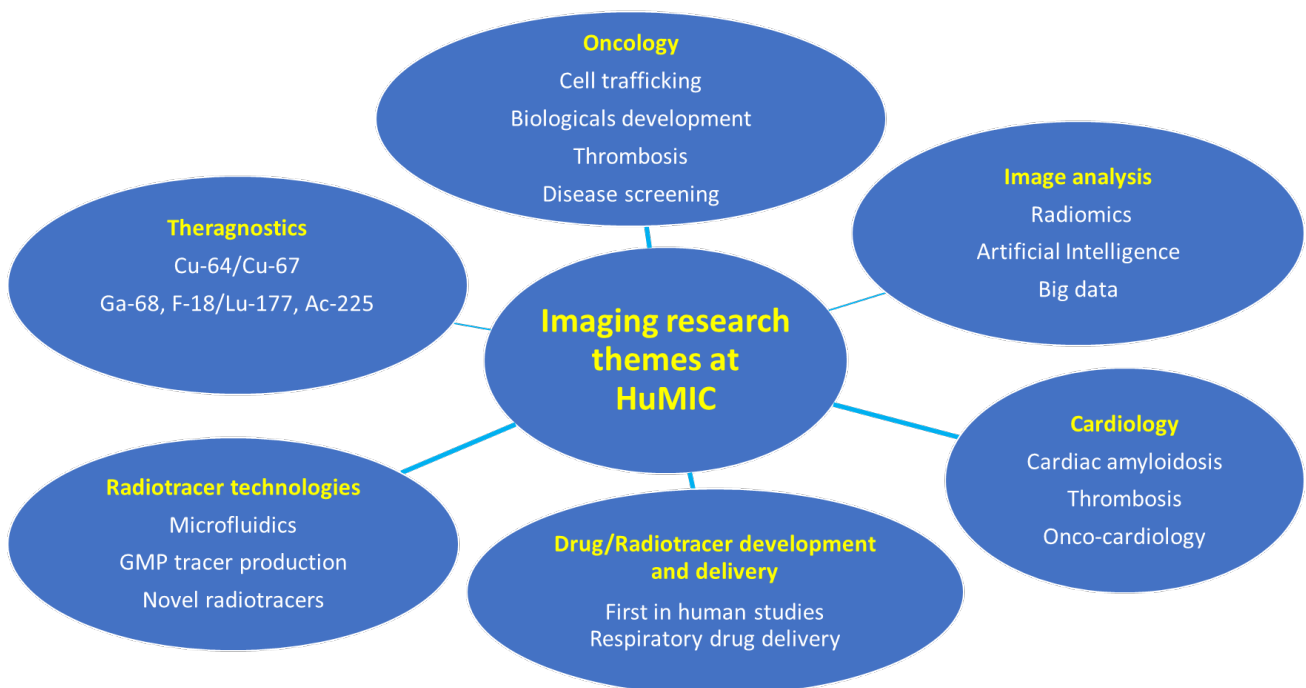 Oncology
Cell trafficking
Biologicals development
Thrombosis
Disease screening
Image analysis
Radiomics
Artificial Intelligence
Big data
Theragnostics
Cu-64/Cu-67
Ga-68, F-18/Lu-177, Ac-225
Imaging research
themes at
HuMIC
Cardiology
Cardiac amyloidosis
Thrombosis
Onco-cardiology
Radiotracer technologies
Microfluidics
GMP tracer production
Novel radiotracers
Drug/Radiotracer development
and delivery
First in human studies
Respiratory drug delivery